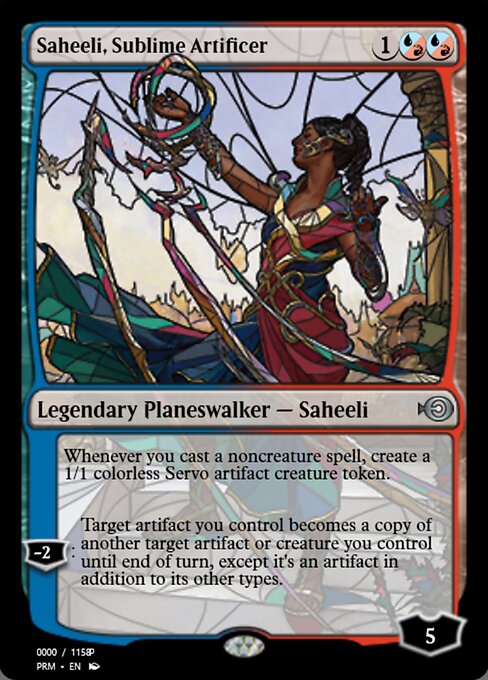 Saheeli, Sublime Artificer 1
Legendary Planeswalker — Saheeli
Whenever you cast a noncreature spell, create a
1/1 colorless Servo artifact creature token.
Target artifact you control becomes a copy of
-2 : another target artifact or creature you control
until end of turn, except it's an artifact in
addition to its other types.
5
0000 / 1158P
PRM - EN